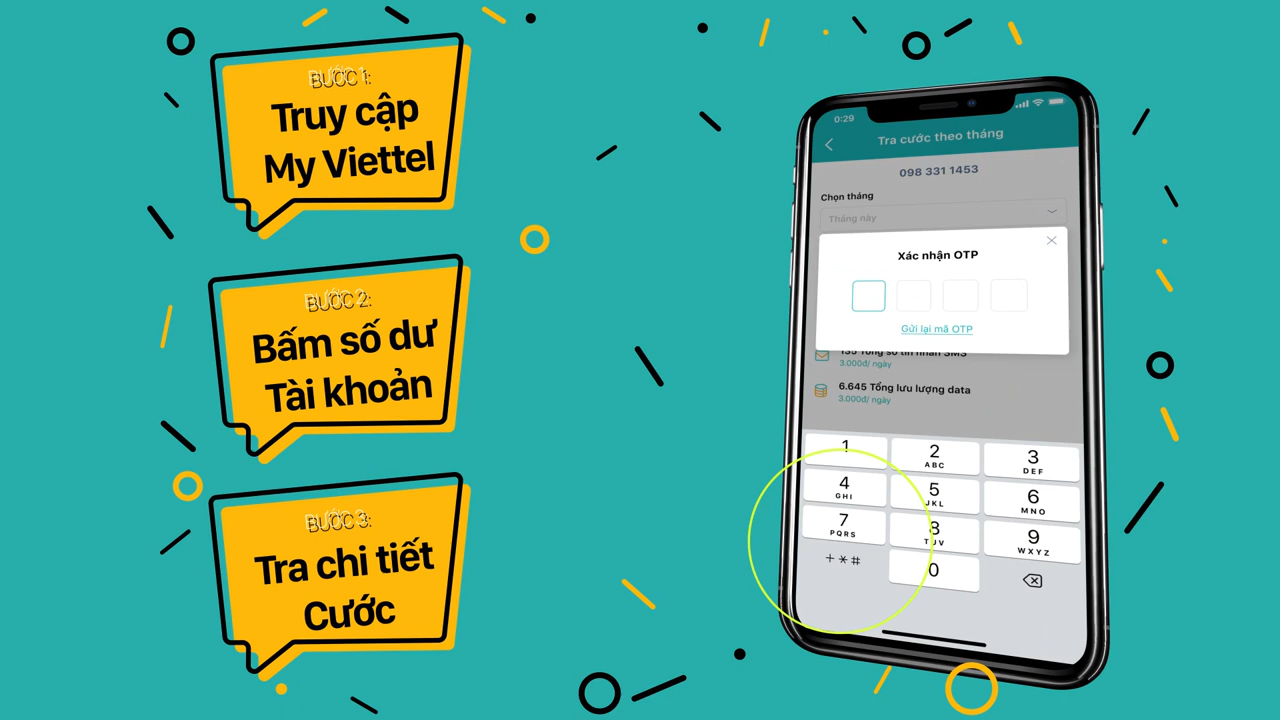 BƯỚC 1:
Truy cập
My Viettel
BƯỚC 2:
Bấm số dư
Tài khoản
BƯỚC 3:
Tra chi tiết
Cước
0:29
Tra cước theo tháng
098 331 1453
Chọn tháng
Tháng này
Xác nhận OTP
Gửi lại mã OTP
135 Tổng số tin nhắn SMS
3.000đ/ ngày
6.645 Tổng lưu lượng data
3.000đ/ ngày
1
2
ABC
3
DEF
4
GHI
5
JKL
6
MNO
7
PQRS
8
TUV
9
WXYZ
+*#
0